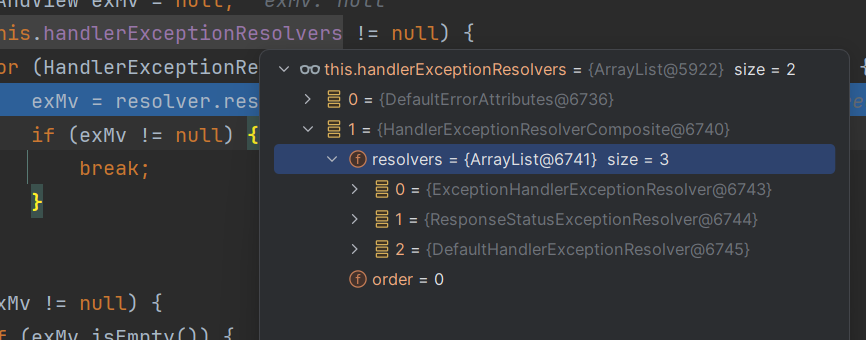 AndView exMv = null; exMv: null
his.handlerExceptionResolvers != null) {
or (HandlerExceptionRe {
this.handlerExceptionResolvers = {ArrayList@5922} size = 2
0 = {DefaultErrorAttributes@6736}
exMv = resolver.res
1 = {HandlerExceptionResolverComposite@6740}
if (exMv != null) {
resolvers = {ArrayList@6741} size = 3
break;
0 = {ExceptionHandlerExceptionResolver@6743}
}
1 = {ResponseStatusExceptionResolver@6744}
2 = {DefaultHandlerExceptionResolver@6745}
order = 0
xMv != null) {
f (exMv.isEmpty()) {